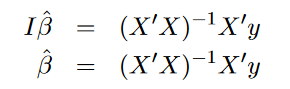 Iβ̂ = (X′X)⁻¹X′y
β̂ = (X′X)⁻¹X′y